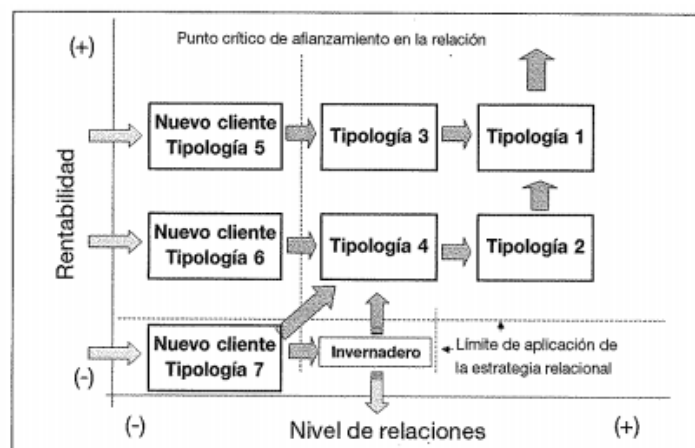 Punto crítico de afianzamiento en la relación
(+)
Rentabilidad
Nuevo cliente
Tipología 5
Tipología 3
Tipología 1
Nuevo cliente
Tipología 6
Tipología 4
Tipología 2
Nuevo cliente
Tipología 7
Invernadero
Límite de aplicación de
la estrategia relacional
(-)
(-)
Nivel de relaciones
(+)